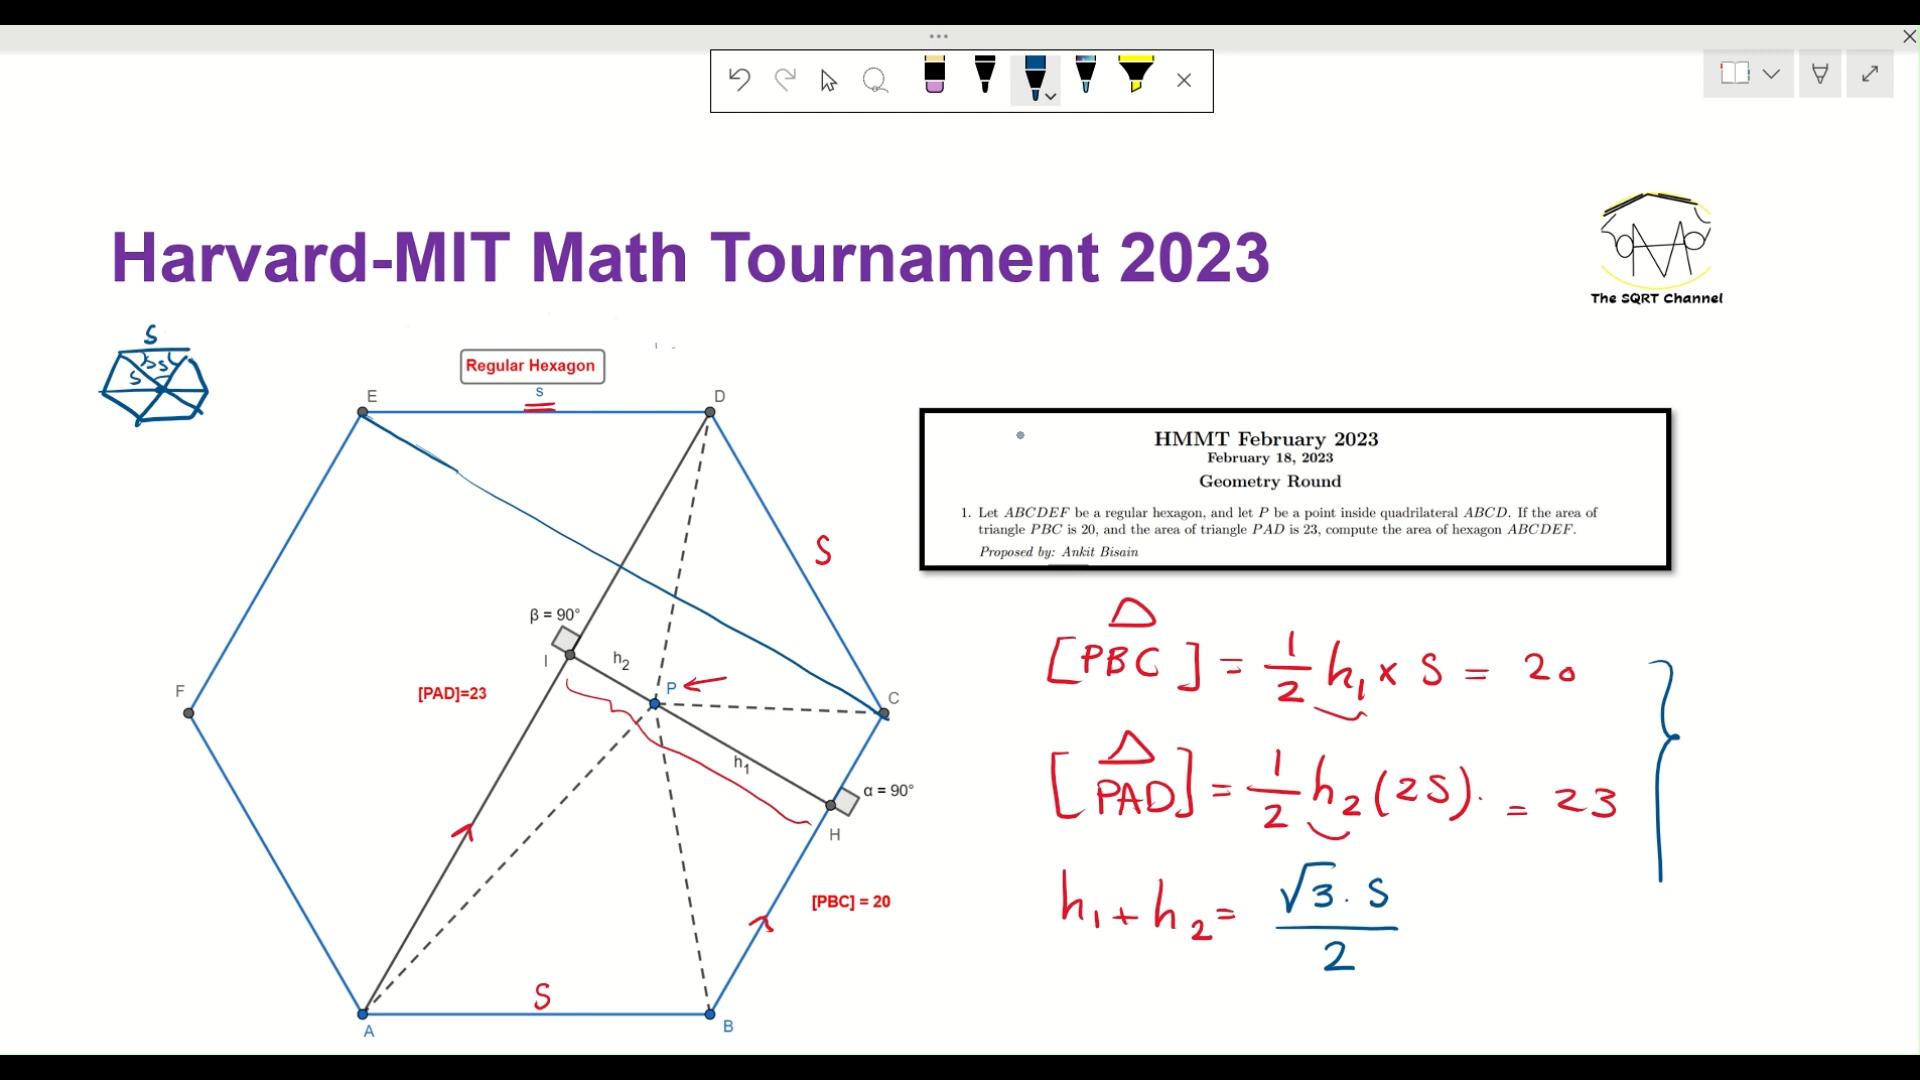 Harvard-MIT Math Tournament 2023
The SQRT Channel
S
S S
S
Regular Hexagon
s
E
D
S
HMMT February 2023
February 18, 2023
Geometry Round
1. Let ABCDEF be a regular hexagon, and let P be a point inside quadrilateral ABCD. If the area of
triangle PBC is 20, and the area of triangle PAD is 23, compute the area of hexagon ABCDEF.
Proposed by: Ankit Bisain
β = 90°
I
h₂
P
F
[PAD]=23
C
h₁
α = 90°
H
[PBC] = 20
S
A
B
[PBC] = 1/2 h₁ × S = 20
[PAD] = 1/2 h₂ (2S). = 23
h₁ + h₂ = √3 . S / 2